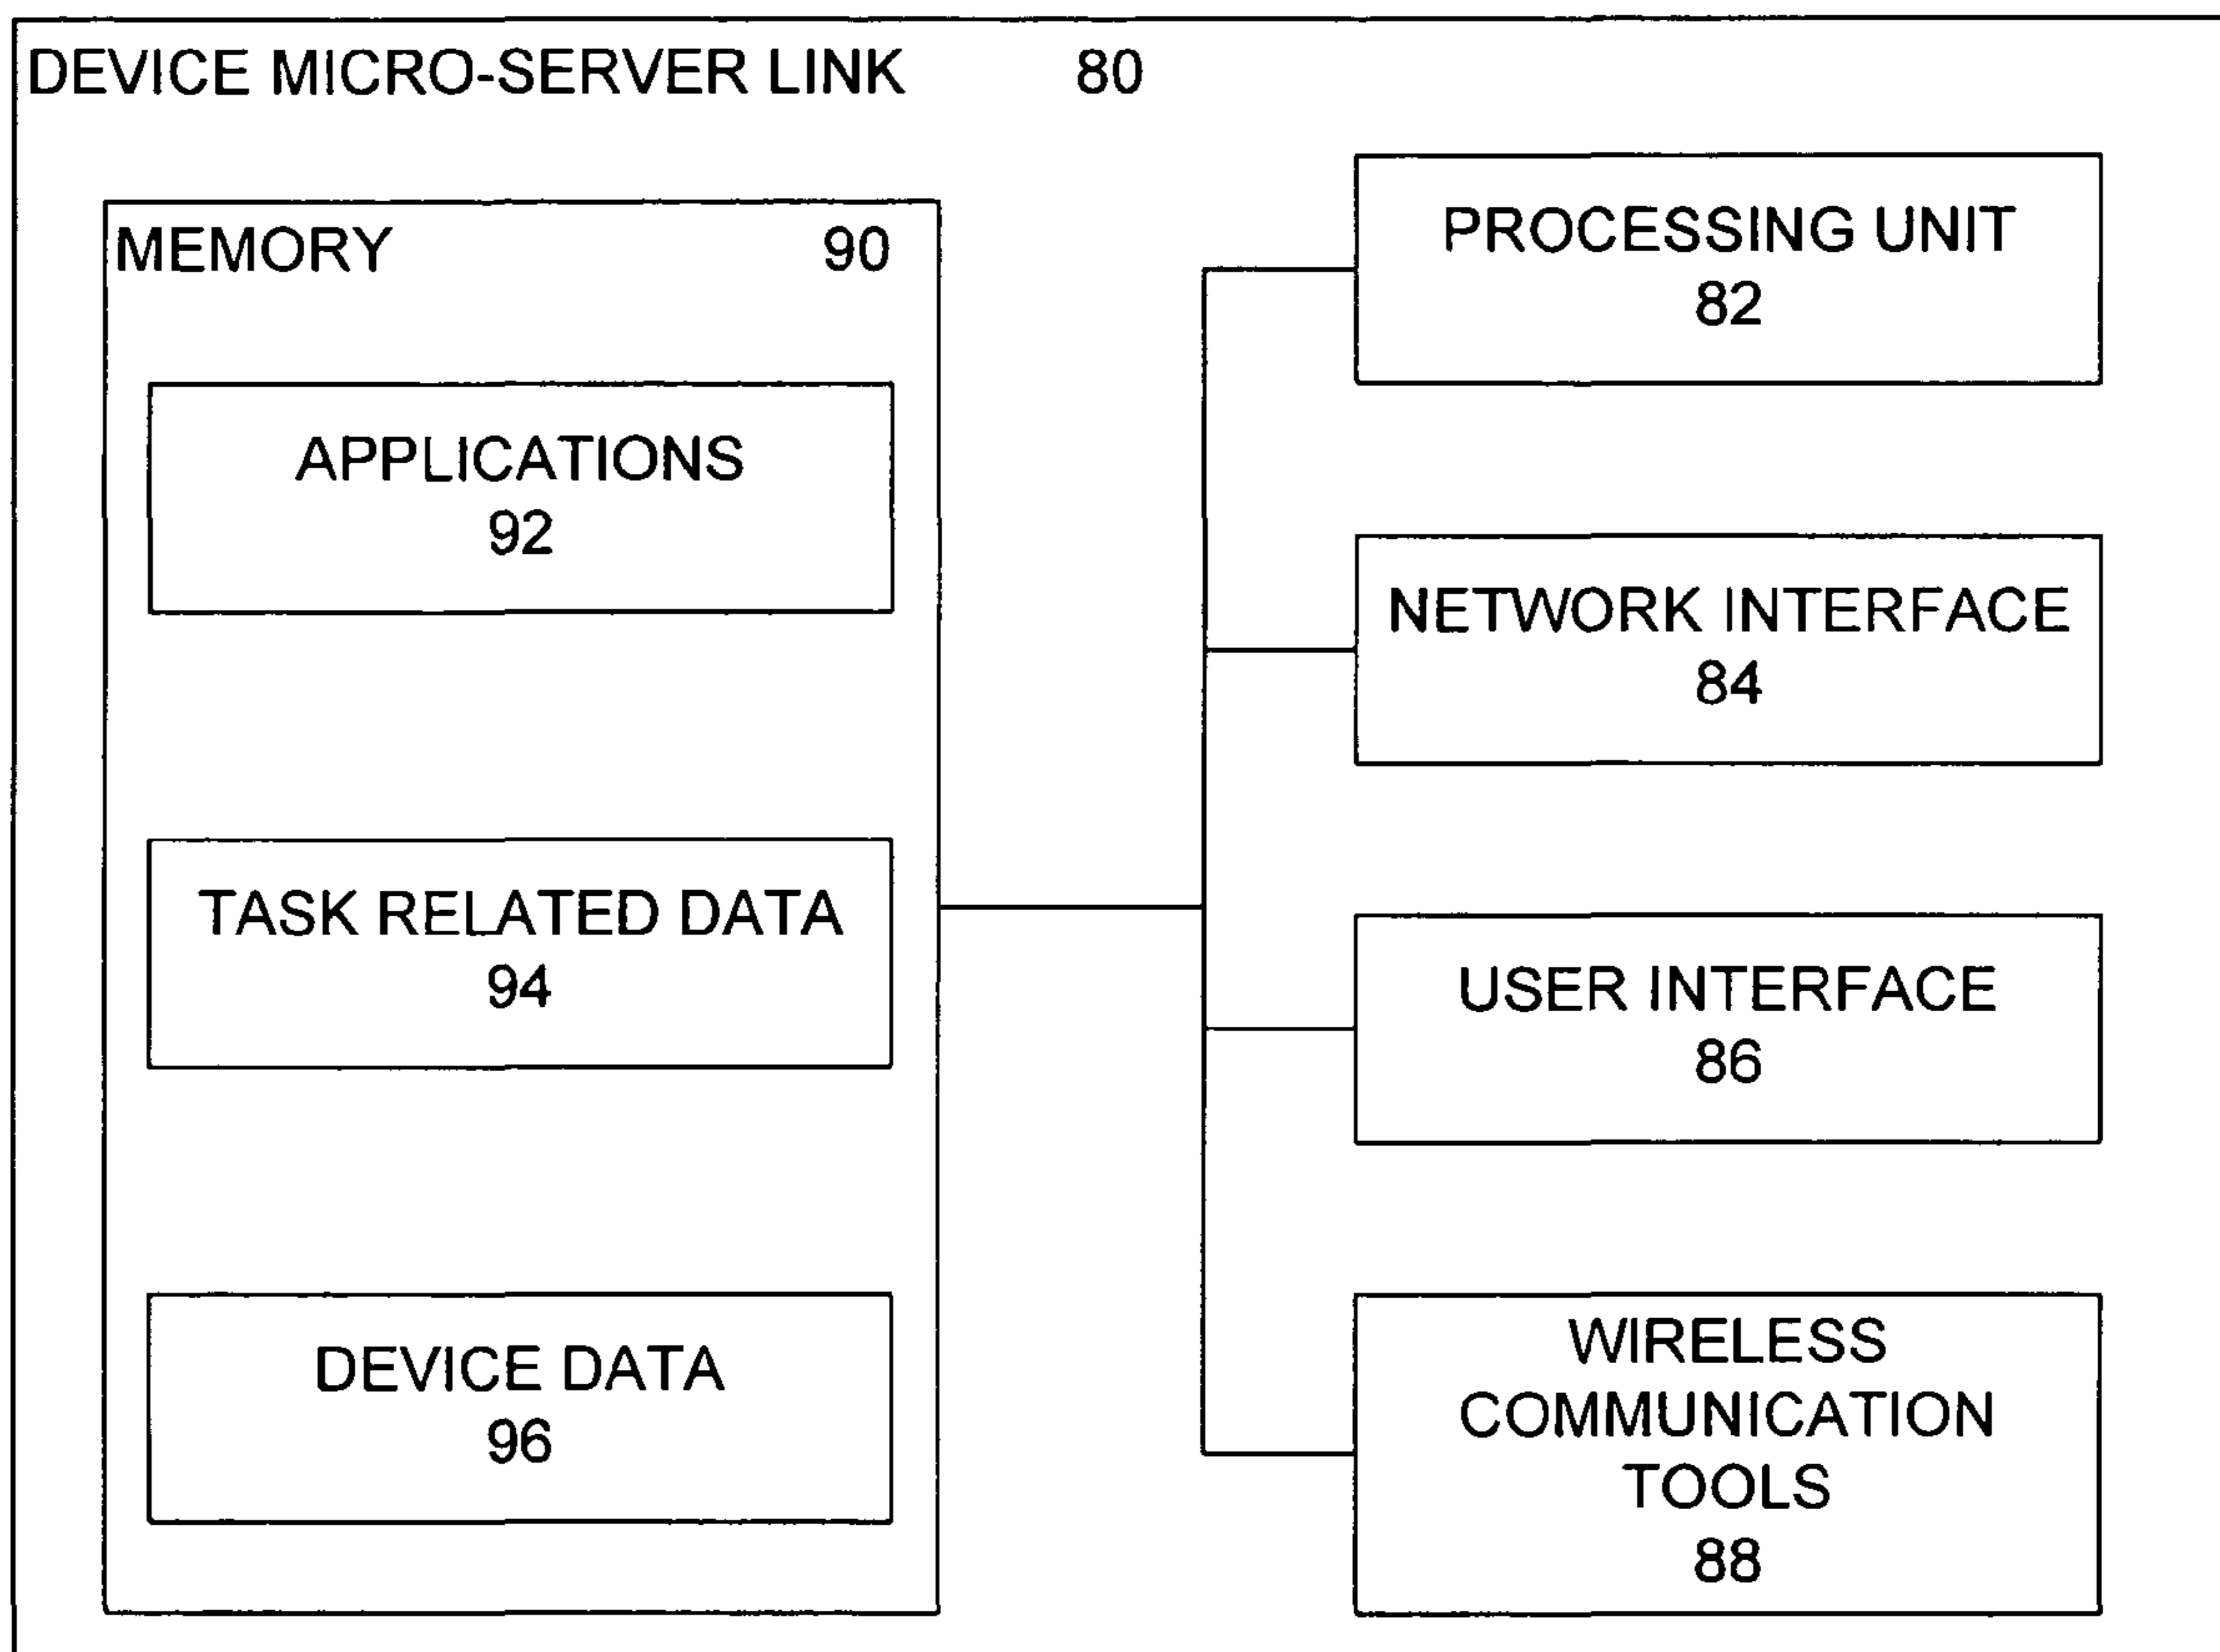 DEVICE MICRO-SERVER LINK 80
MEMORY 90
APPLICATIONS
92
TASK RELATED DATA
94
DEVICE DATA
96
PROCESSING UNIT
82
NETWORK INTERFACE
84
USER INTERFACE
86
WIRELESS
COMMUNICATION
TOOLS
88